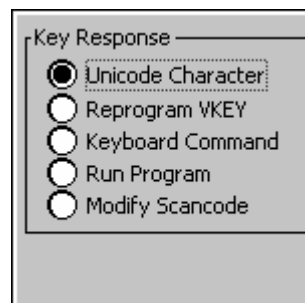 Key Response
Unicode Character
Reprogram VKEY
Keyboard Command
Run Program
Modify Scancode